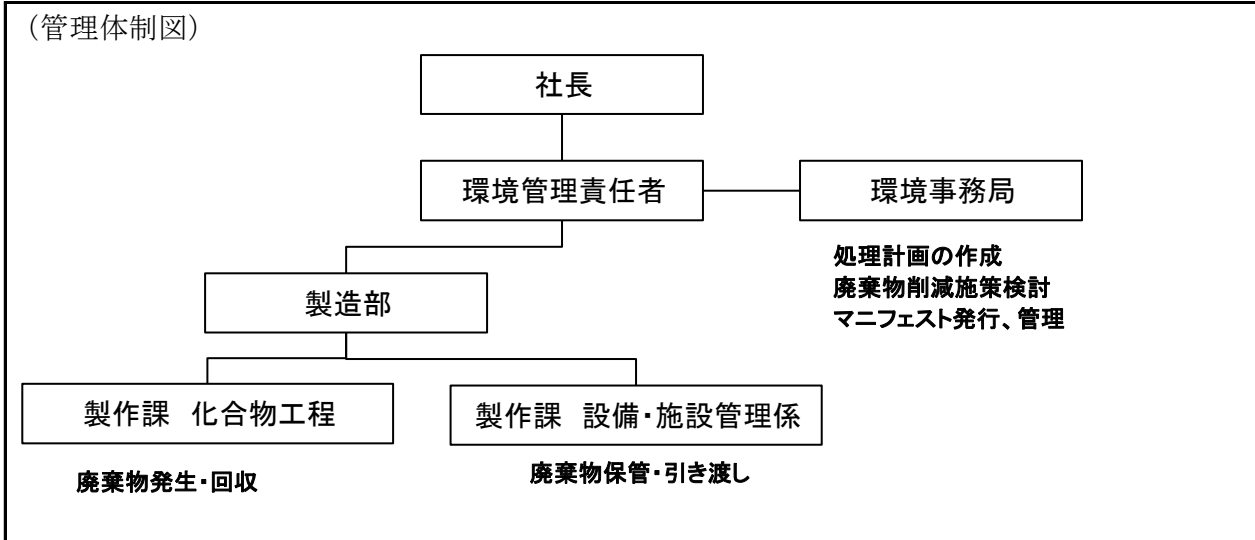 （管理体制図）
社長
環境管理責任者
環境事務局
処理計画の作成
廃棄物削減施策検討
マニフェスト発行、管理
製造部
製作課　化合物工程
製作課　設備・施設管理係
廃棄物発生・回収
廃棄物保管・引き渡し